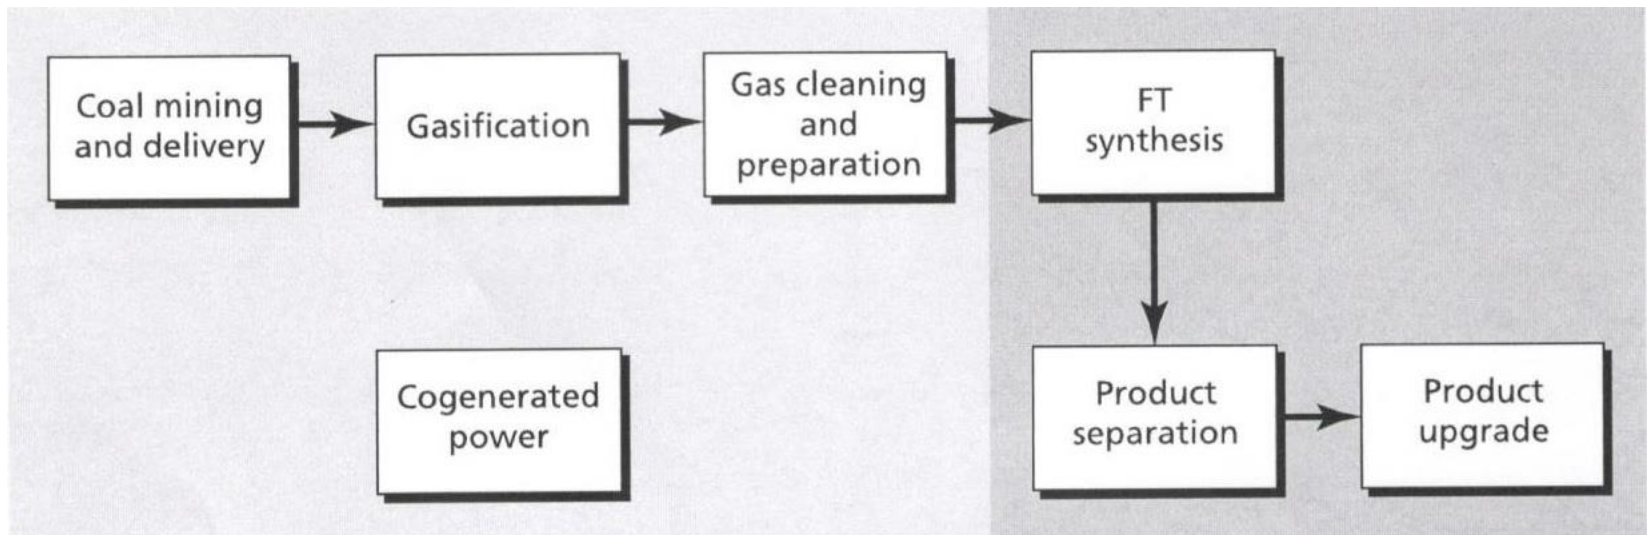 Coal mining
and delivery
Gasification
Gas cleaning
and
preparation
FT
synthesis
Cogenerated
power
Product
separation
Product
upgrade